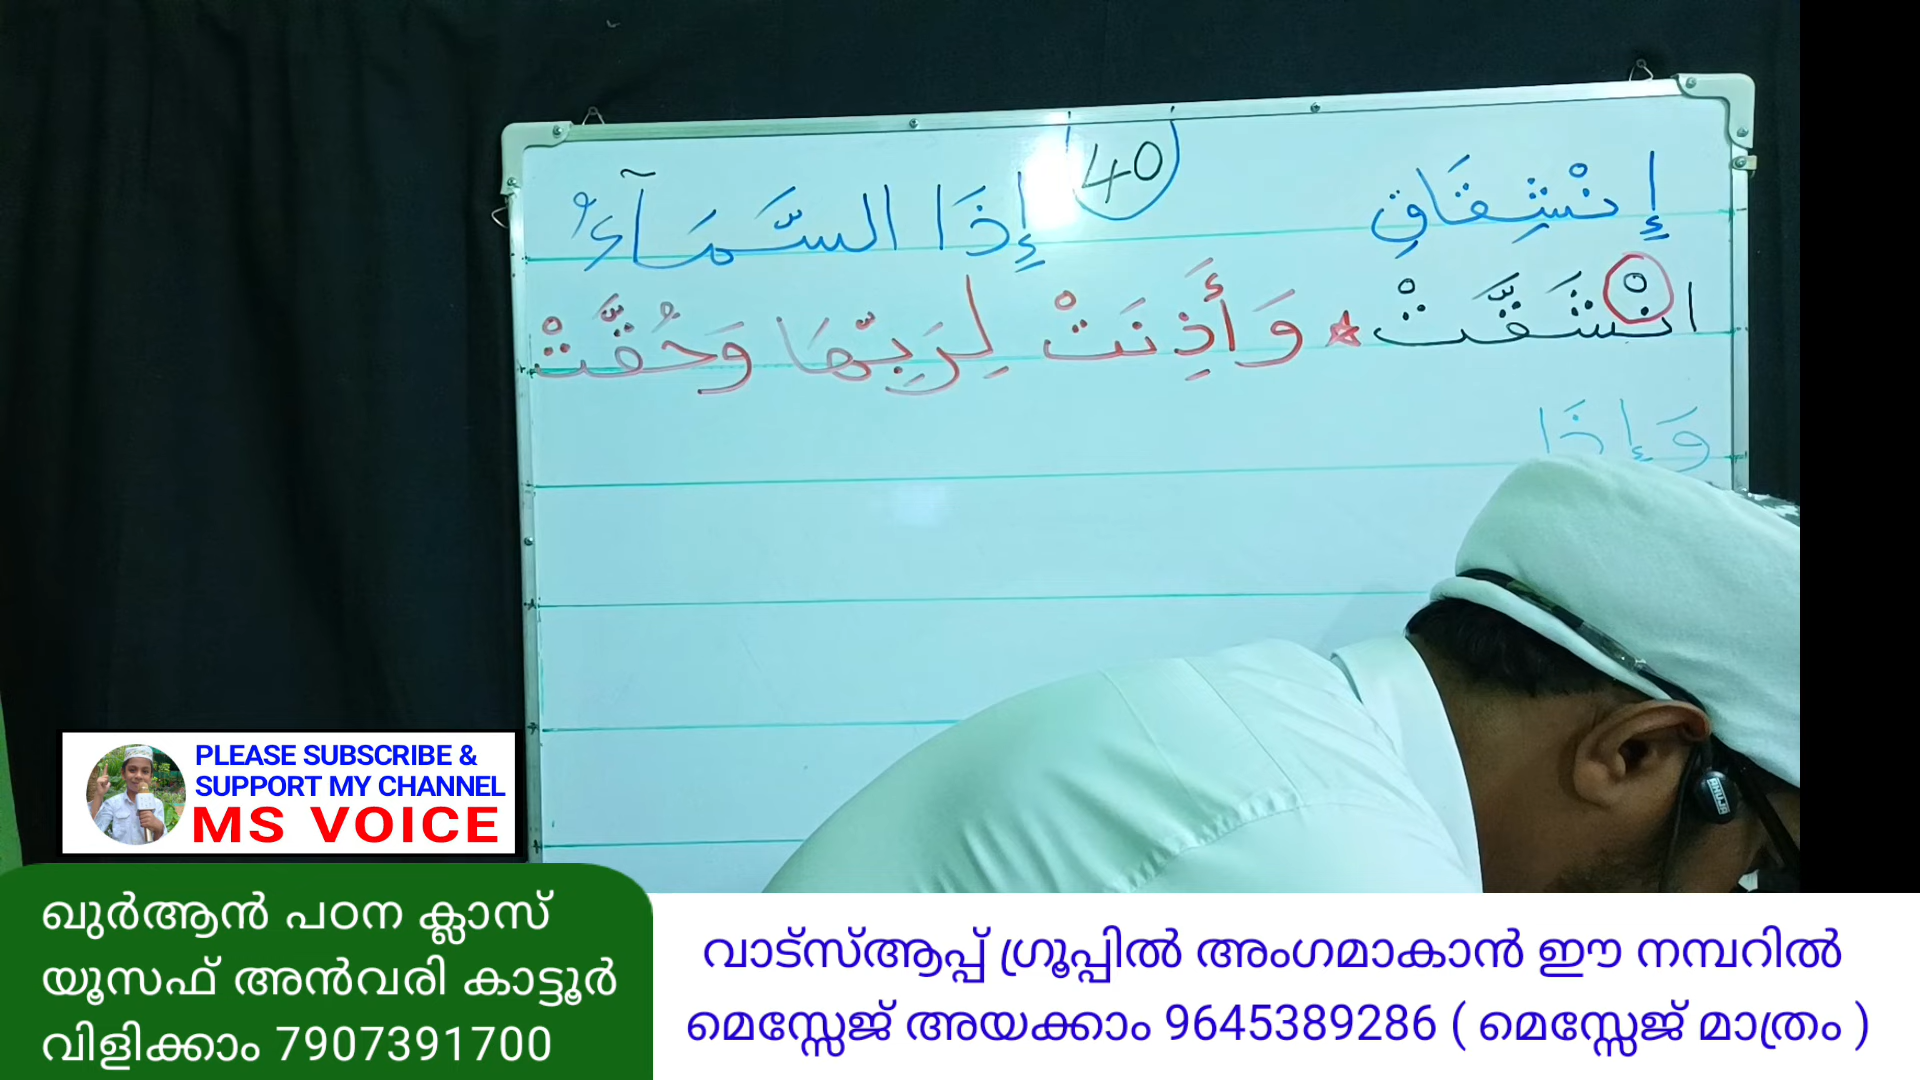 40
إِنْشِقَاقِ إِذَا السَّمَآءُ
انْشَقَّتْ ★ وَأَذِنَتْ لِرَبِّهَا وَحُقَّتْ
وَإِذَا
PLEASE SUBSCRIBE &
SUPPORT MY CHANNEL
MS VOICE
ഖുർആൻ പഠന ക്ലാസ്
യൂസഫ് അൻവരി കാട്ടൂർ
വിളിക്കാം 7907391700
വാട്സ്ആപ്പ് ഗ്രൂപ്പിൽ അംഗമാകാൻ ഈ നമ്പറിൽ
മെസ്സേജ് അയക്കാം 9645389286 ( മെസ്സേജ് മാത്രം )
AHUJA